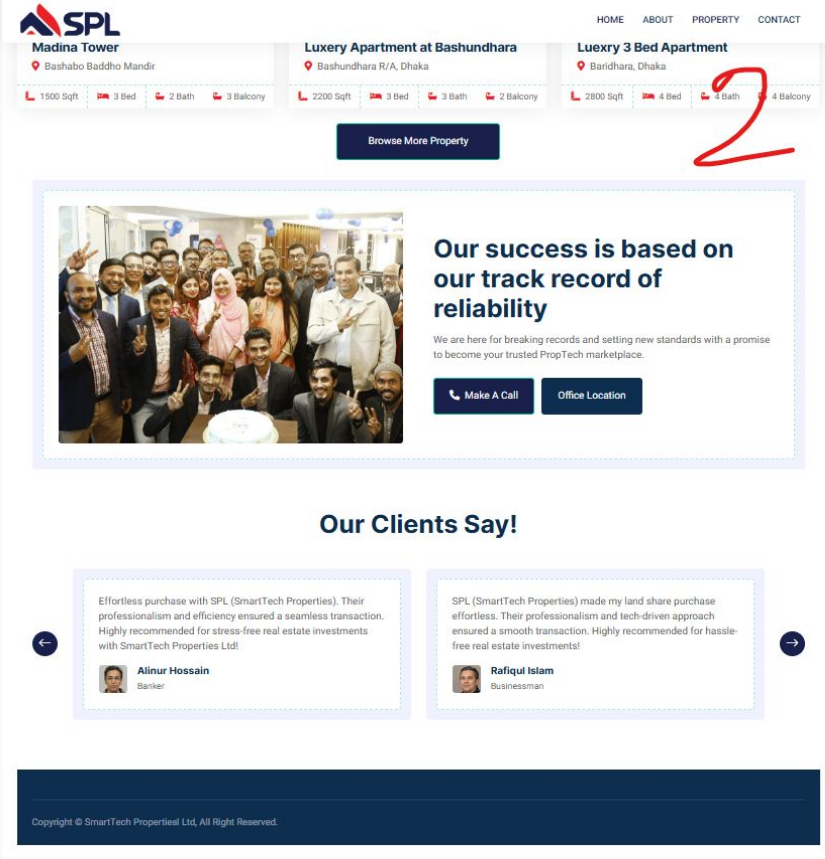 SPL
HOME ABOUT PROPERTY CONTACT
Madina Tower
Bashabo Baddho Mandir
1500 Sqft 3 Bed 2 Bath 3 Balcony
Luxery Apartment at Bashundhara
Bashundhara R/A, Dhaka
2200 Sqft 3 Bed 3 Bath 2 Balcony
Luexry 3 Bed Apartment
Baridhara, Dhaka
2800 Sqft 4 Bed 4 Bath 4 Balcony
2
Browse More Property
Our success is based on
our track record of
reliability
We are here for breaking records and setting new standards with a promise
to become your trusted PropTech marketplace.
Make A Call
Office Location
Our Clients Say!
Effortless purchase with SPL (SmartTech Properties). Their
professionalism and efficiency ensured a seamless transaction.
Highly recommended for stress-free real estate investments
with SmartTech Properties Ltd!
Alinur Hossain
Banker
SPL (SmartTech Properties) made my land share purchase
effortless. Their professionalism and tech-driven approach
ensured a smooth transaction. Highly recommended for hassle-
free real estate investments!
Rafiqul Islam
Businessman
Copyright © SmartTech Propertiesl Ltd, All Right Reserved.